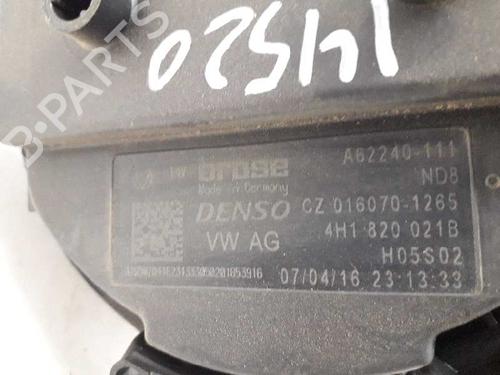 14520
B-PARTS
brose
A62240-111
Made in Germany
ND8
DENSO CZ 016070-1265
VW AG 4H1 820 021B
H05S02
07/04/16 23:13:33